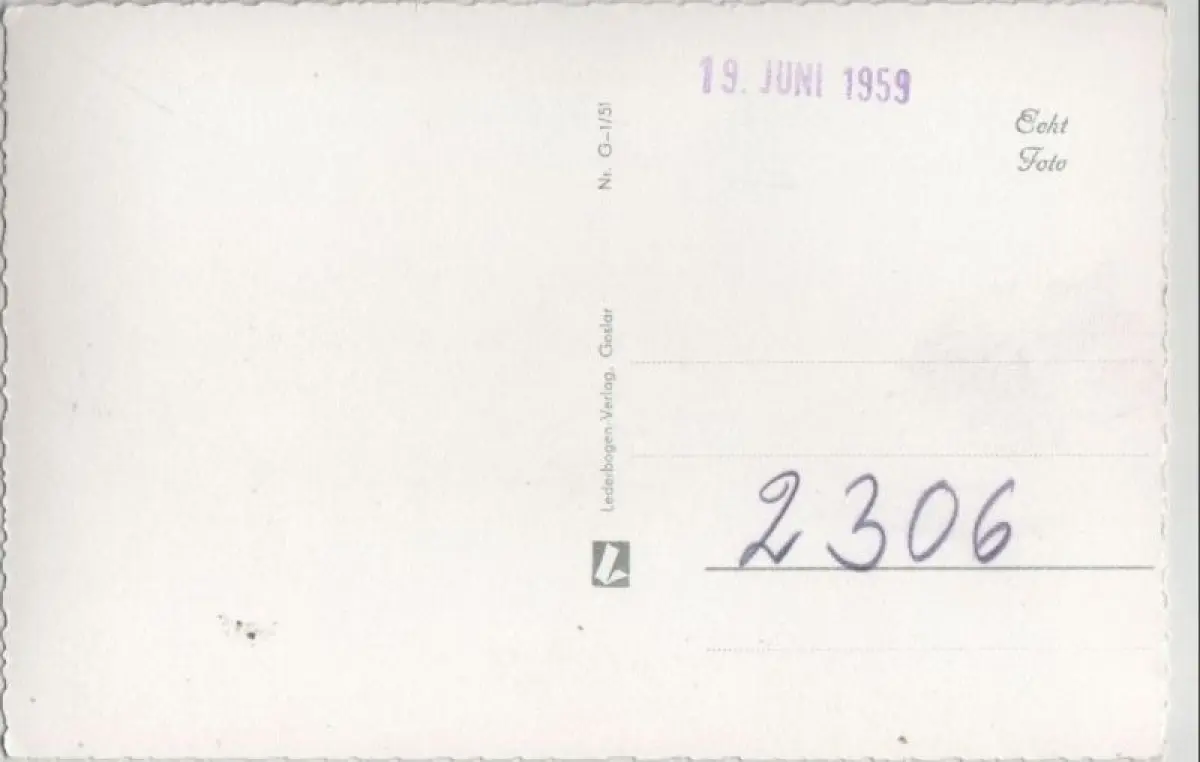 19. JUNI 1959
Echt
Foto
Nr. G-1/51
Lederbogen-Verlag, Goslar
2306